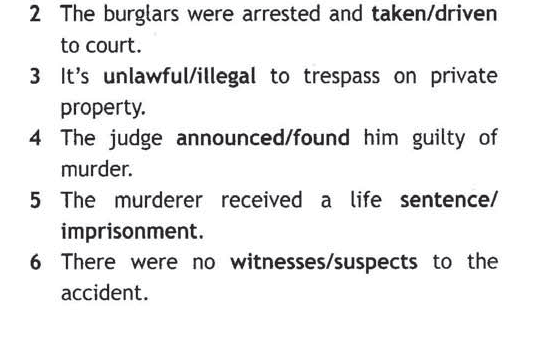 2 The burglars were arrested and taken/driven
to court.
3 It's unlawful/illegal to trespass on private
property.
4 The judge announced/found him guilty of
murder.
5 The murderer received a life sentence/
imprisonment.
6 There were no witnesses/suspects to the
accident.